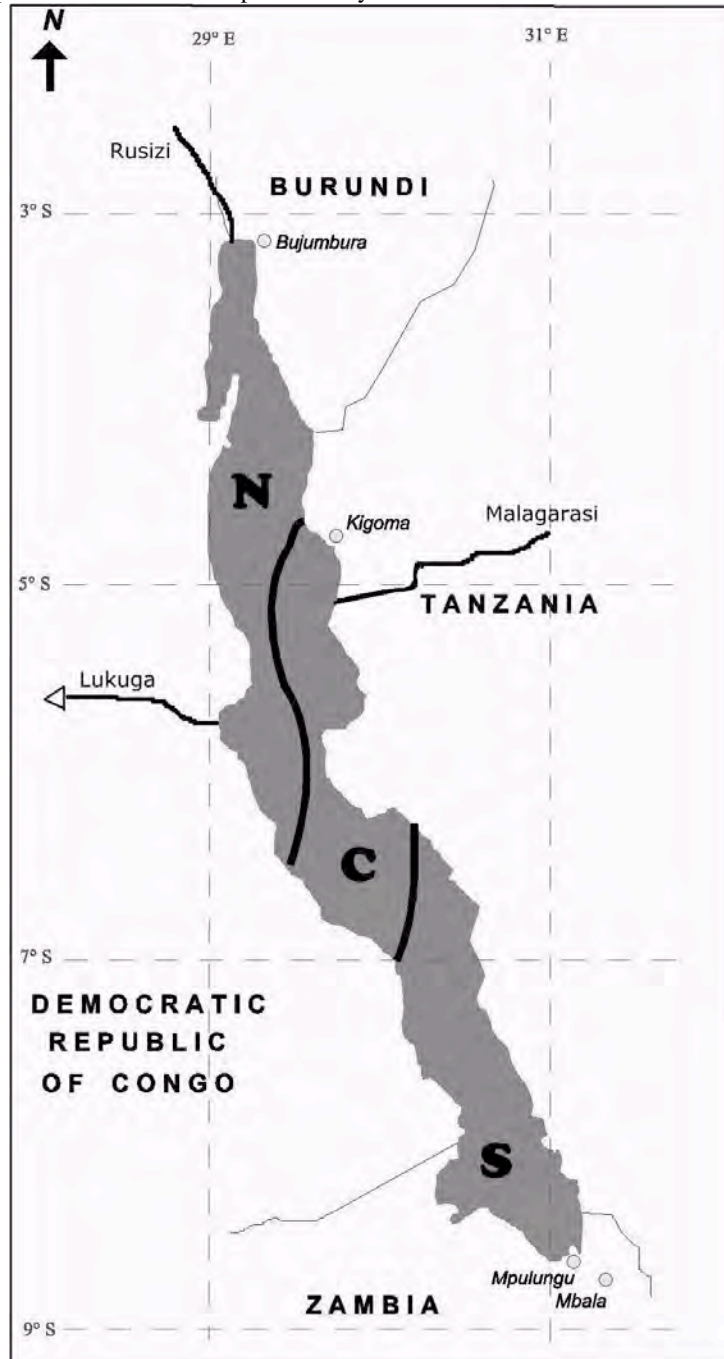 N
29° E
31° E
Rusizi
BURUNDI
3° S
Bujumbura
N
Kigoma
Malagarasi
5° S
TANZANIA
Lukuga
C
7° S
DEMOCRATIC
REPUBLIC
OF CONGO
S
Mpulungu
Mbala
ZAMBIA
9° S